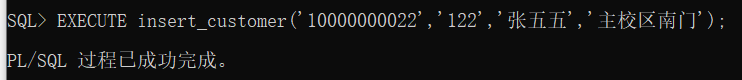 SQL> EXECUTE insert_customer('10000000022','122','张五五','主校区南门');
PL/SQL 过程已成功完成。